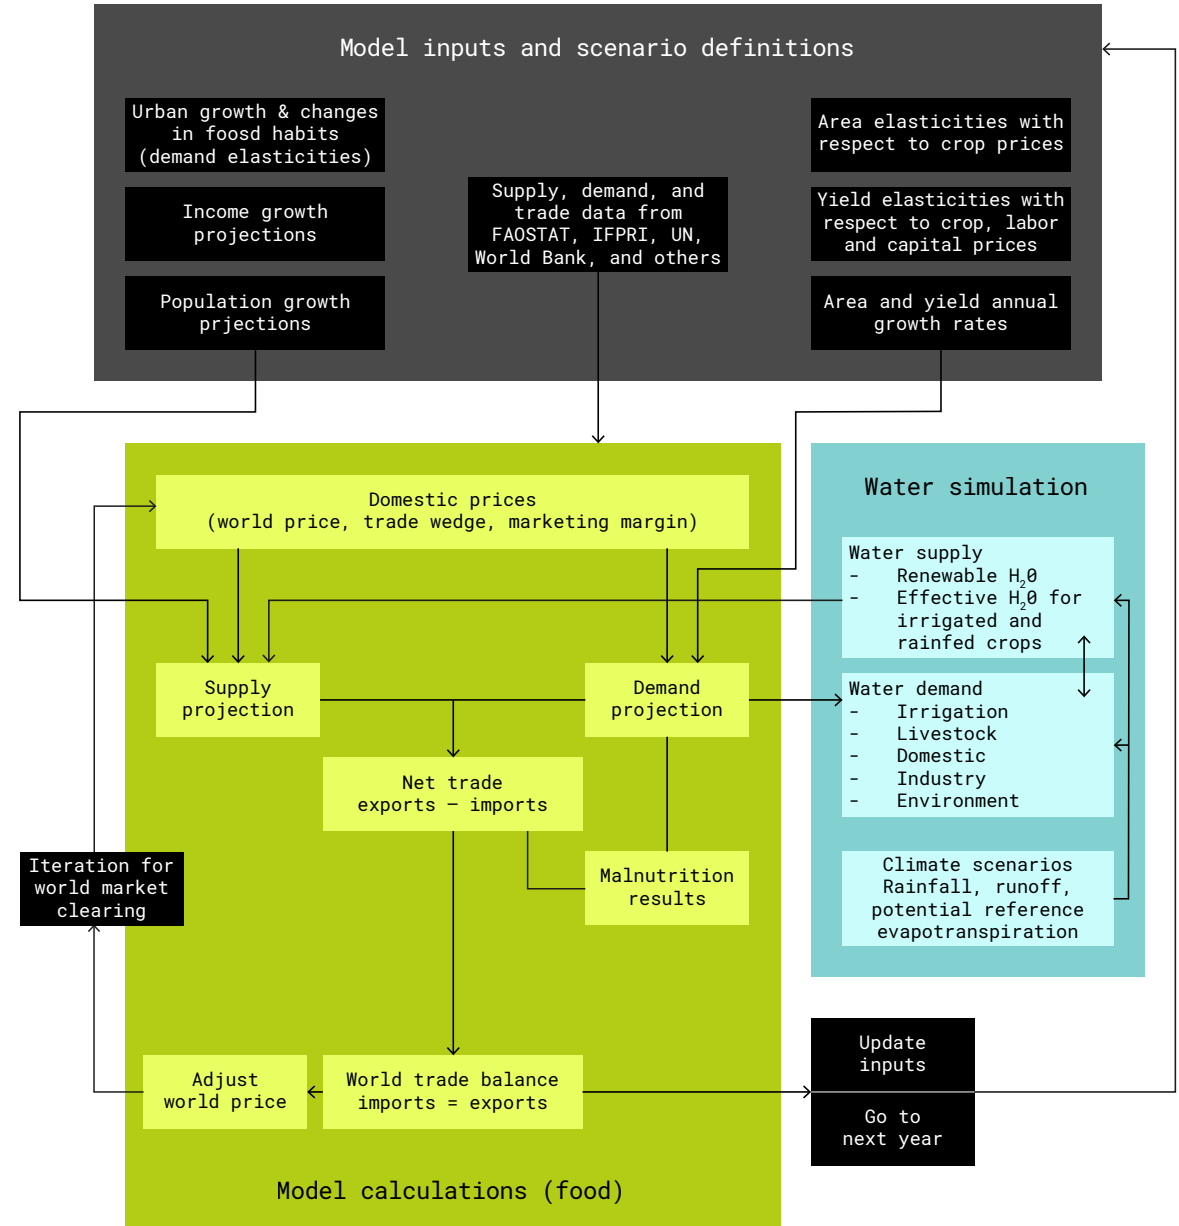 Model inputs and scenario definitions
Urban growth & changes
in foosd habits
(demand elasticities)
Income growth
projections
Population growth
prjections
Supply, demand, and
trade data from
FAOSTAT, IFPRI, UN,
World Bank, and others
Area elasticities with
respect to crop prices
Yield elasticities with
respect to crop, labor
and capital prices
Area and yield annual
growth rates
Domestic prices
(world price, trade wedge, marketing margin)
Supply
projection
Demand
projection
Net trade
exports – imports
Malnutrition
results
Iteration for
world market
clearing
Adjust
world price
World trade balance
imports = exports
Model calculations (food)
Water simulation
Water supply
- Renewable H₂0
- Effective H₂0 for
irrigated and
rainfed crops
Water demand
- Irrigation
- Livestock
- Domestic
- Industry
- Environment
Climate scenarios
Rainfall, runoff,
potential reference
evapotranspiration
Update
inputs
Go to
next year